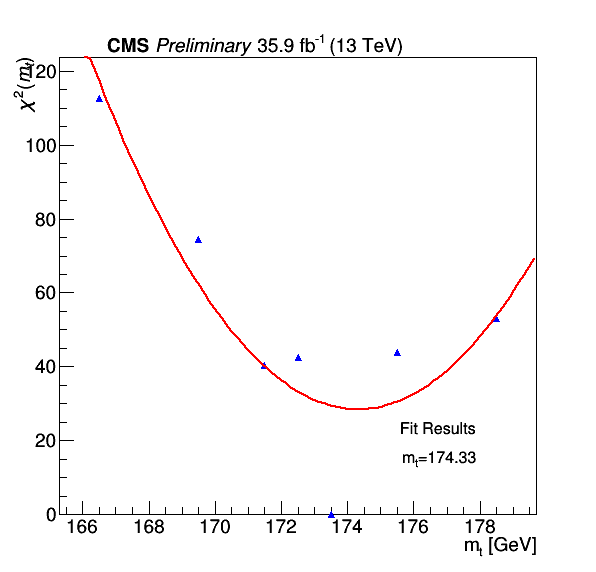 CMS Preliminary 35.9 fb⁻¹ (13 TeV)
χ²(mₜ)
120
100
80
60
40
20
0
Fit Results
mₜ=174.33
166 168 170 172 174 176 178
mₜ [GeV]